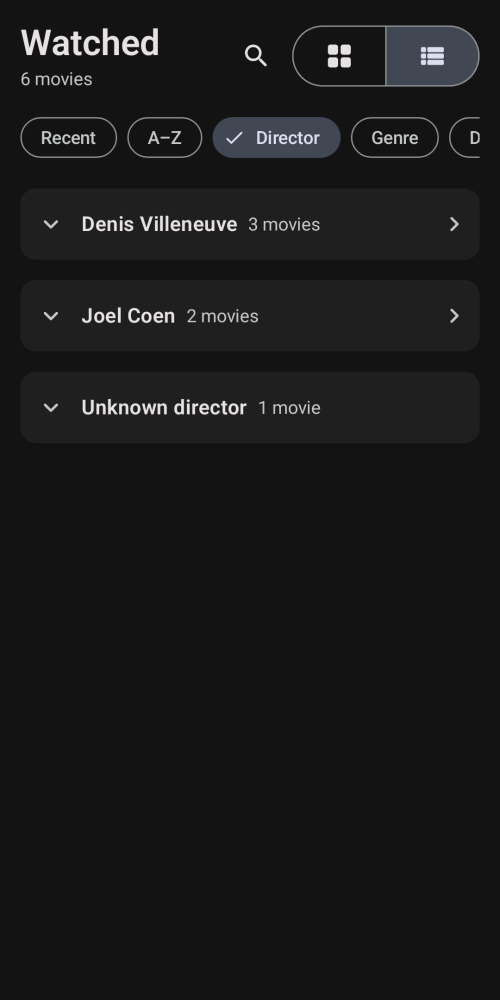 Watched
6 movies
Recent A–Z Director Genre D
Denis Villeneuve 3 movies
Joel Coen 2 movies
Unknown director 1 movie